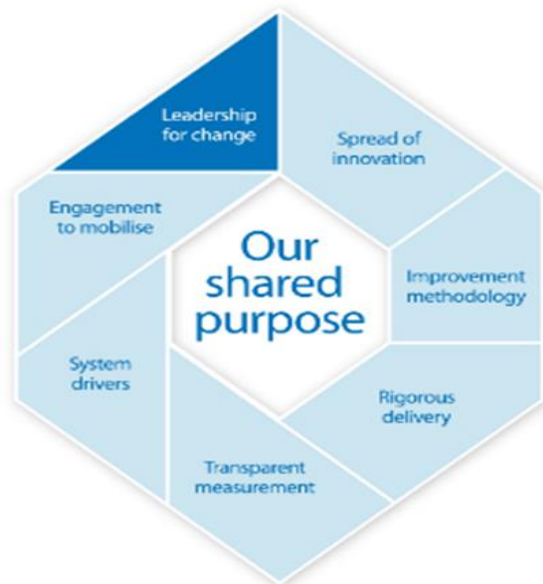 Leadership
for change
Spread of
innovation
Engagement
to mobilise
Our
shared
purpose
Improvement
methodology
System
drivers
Rigorous
delivery
Transparent
measurement